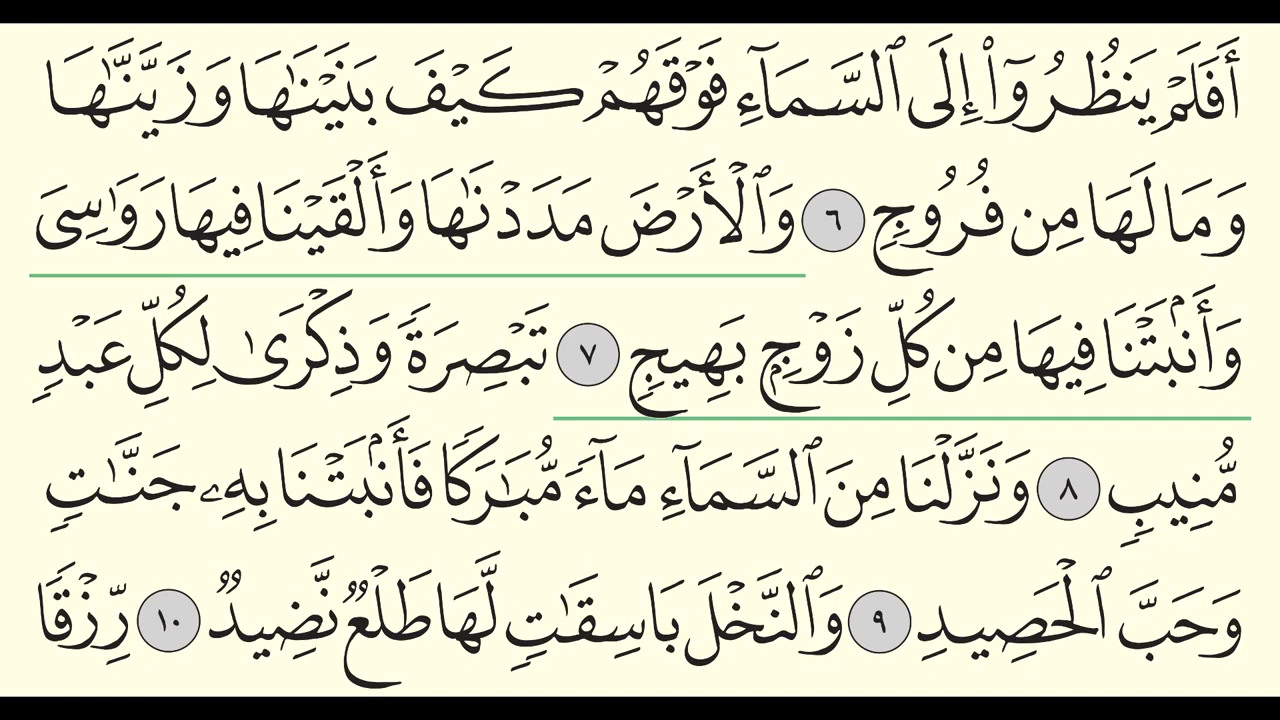 أَفَلَمْ يَنظُرُوٓا۟ إِلَى ٱلسَّمَآءِ فَوْقَهُمْ كَيْفَ بَنَيْنَـٰهَا وَزَيَّنَّـٰهَا
وَمَا لَهَا مِن فُرُوجٍ ٦ وَٱلْأَرْضَ مَدَدْنَـٰهَا وَأَلْقَيْنَا فِيهَا رَوَٰسِىَ
وَأَنۢبَتْنَا فِيهَا مِن كُلِّ زَوْجٍۭ بَهِيجٍ ٧ تَبْصِرَةً وَذِكْرَىٰ لِكُلِّ عَبْدٍ
مُّنِيبٍ ٨ وَنَزَّلْنَا مِنَ ٱلسَّمَآءِ مَآءً مُّبَـٰرَكًا فَأَنۢبَتْنَا بِهِۦ جَنَّـٰتٍ
وَحَبَّ ٱلْحَصِيدِ ٩ وَٱلنَّخْلَ بَاسِقَـٰتٍ لَّهَا طَلْعٌ نَّضِيدٌ ١٠ رِّزْقًا